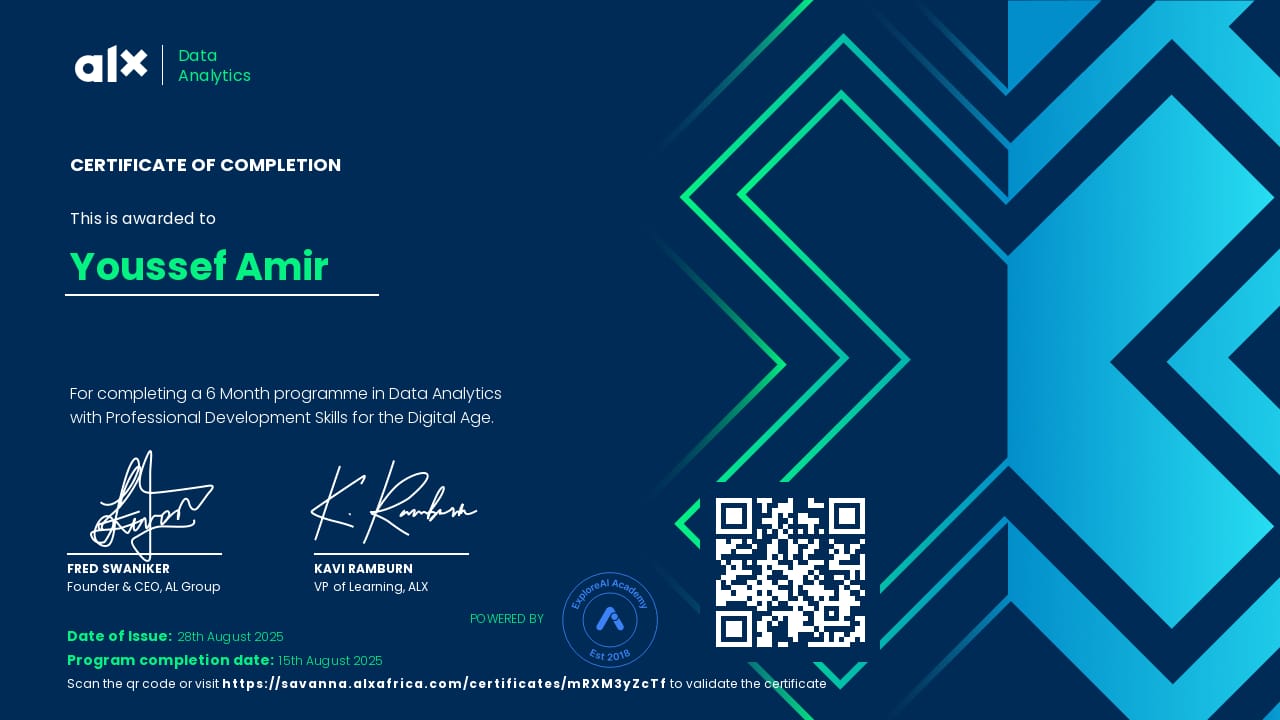 alx
Data
Analytics
CERTIFICATE OF COMPLETION
This is awarded to
Youssef Amir
For completing a 6 Month programme in Data Analytics
with Professional Development Skills for the Digital Age.
K. Ramburn
FRED SWANIKER
Founder & CEO, AL Group
KAVI RAMBURN
VP of Learning, ALX
POWERED BY
ExploreAI Academy
Est 2018
Date of Issue: 28th August 2025
Program completion date: 15th August 2025
Scan the qr code or visit https://savanna.alxafrica.com/certificates/mRXM3yZcTf to validate the certificate